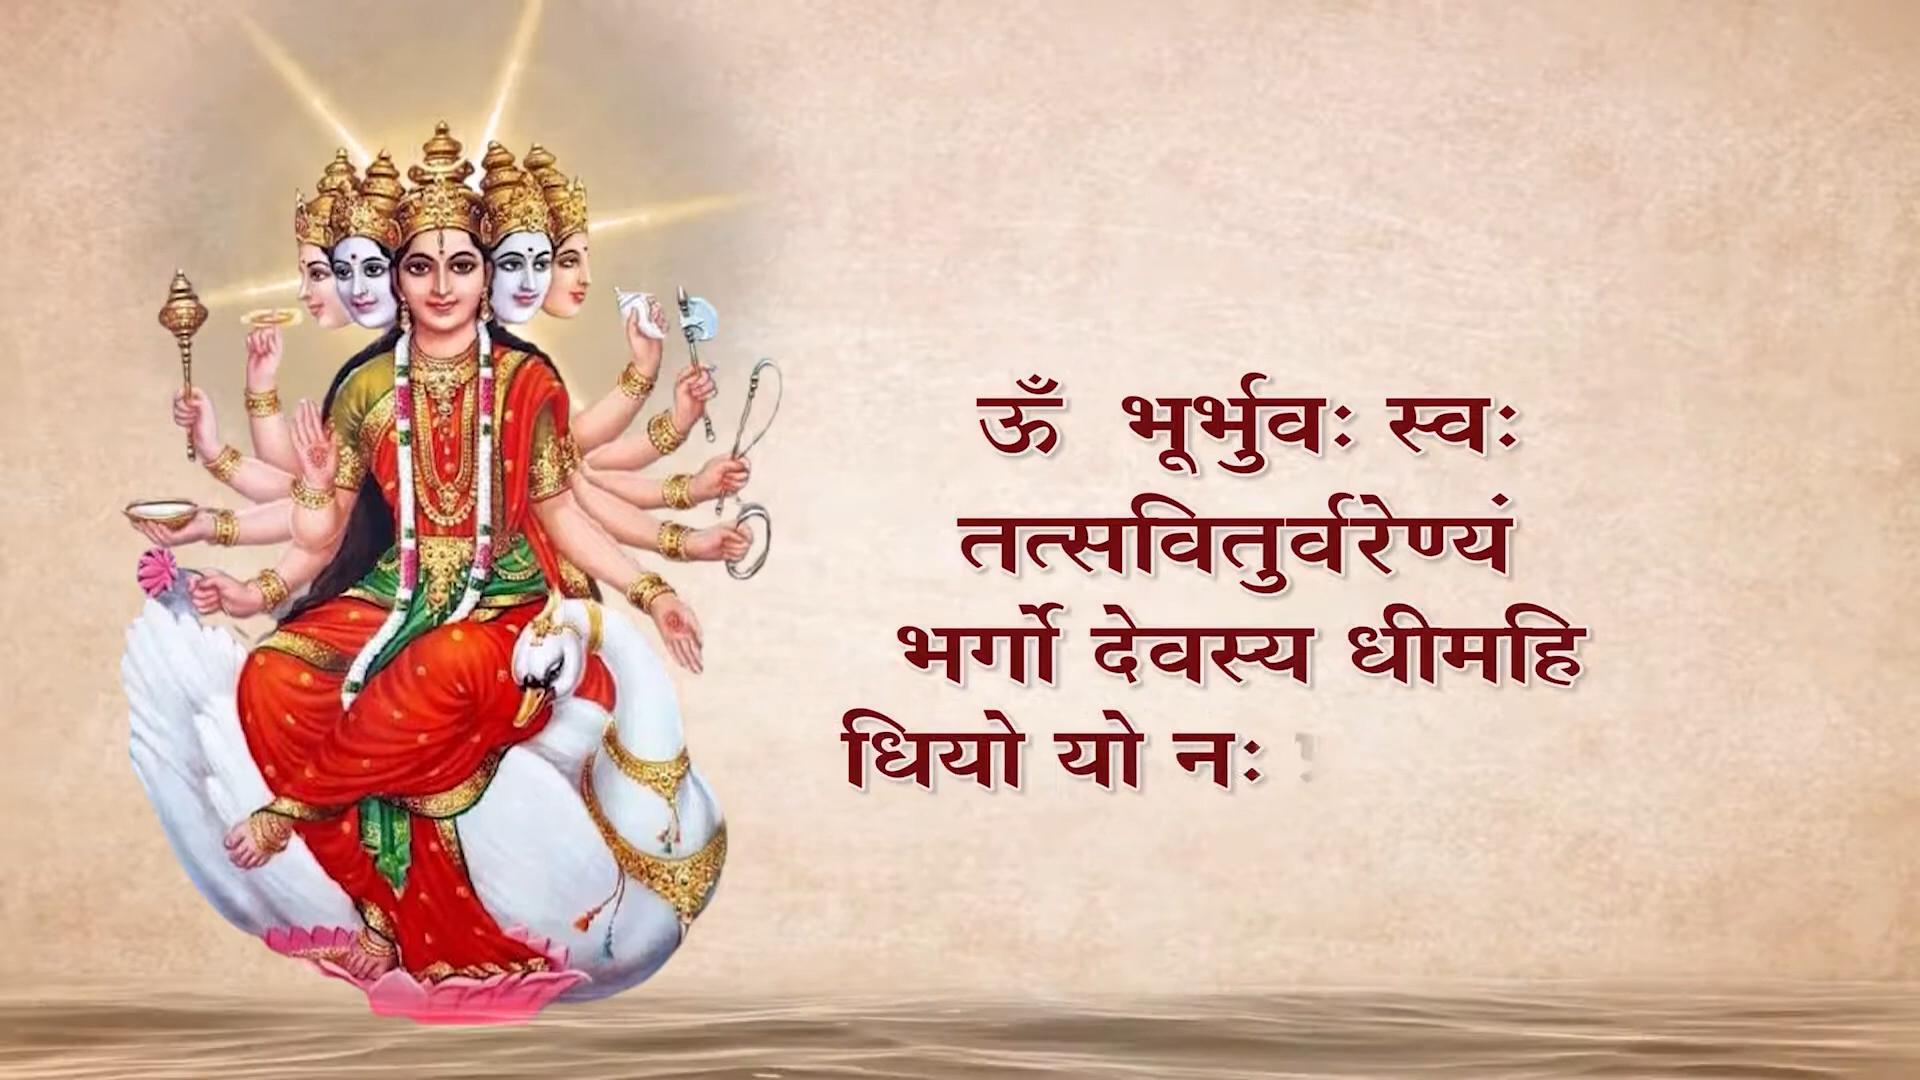 ॐ भूर्भुवः स्वः
तत्सवितुर्वरेण्यं
भर्गो देवस्य धीमहि
धियो यो नः